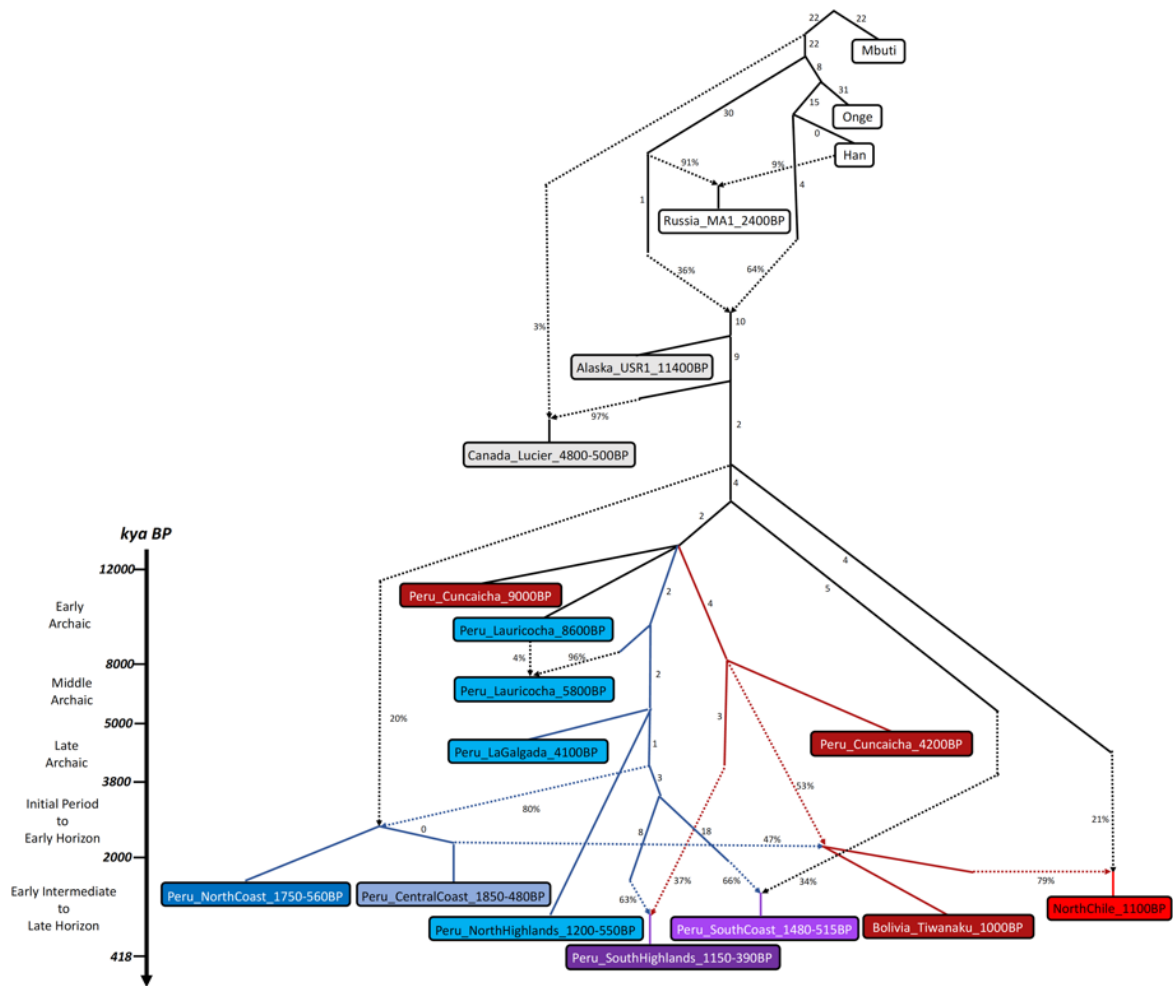 22
22
Mbuti
22
8
31
15
Onge
30
0
Han
91%
9%
4
1
Russia_MA1_2400BP
36%
64%
10
3%
9
Alaska_USR1_11400BP
97%
2
Canada_Lucier_4800-500BP
4
2
kya BP
4
12000
5
Peru_Cuncaicha_9000BP
2
4
Early
Archaic
Peru_Lauricocha_8600BP
4%
96%
8000
Middle
Archaic
Peru_Lauricocha_5800BP
2
3
20%
5000
Late
Archaic
Peru_LaGalgada_4100BP
1
Peru_Cuncaicha_4200BP
3800
3
53%
Initial Period
to
Early Horizon
80%
21%
0
8
18
47%
2000
Early Intermediate
to
Late Horizon
37%
66%
34%
79%
Peru_NorthCoast_1750-560BP
Peru_CentralCoast_1850-480BP
63%
NorthChile_1100BP
Peru_NorthHighlands_1200-550BP
Peru_SouthCoast_1480-515BP
Bolivia_Tiwanaku_1000BP
418
Peru_SouthHighlands_1150-390BP